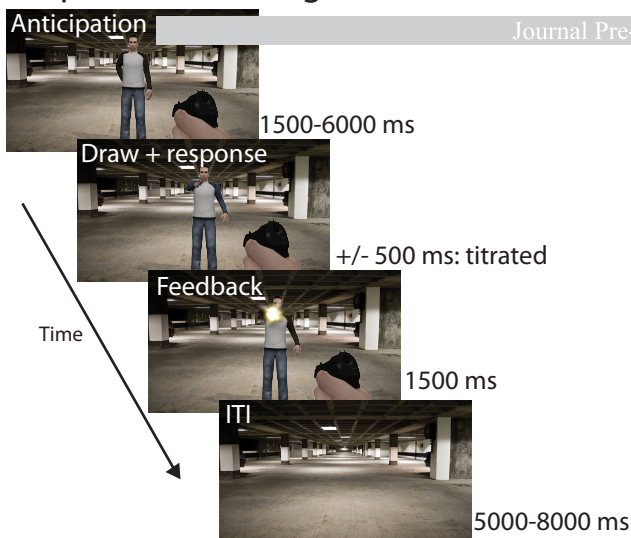 Anticipation
Journal Pre-
1500-6000 ms
Draw + response
+/- 500 ms: titrated
Feedback
Time
1500 ms
ITI
5000-8000 ms